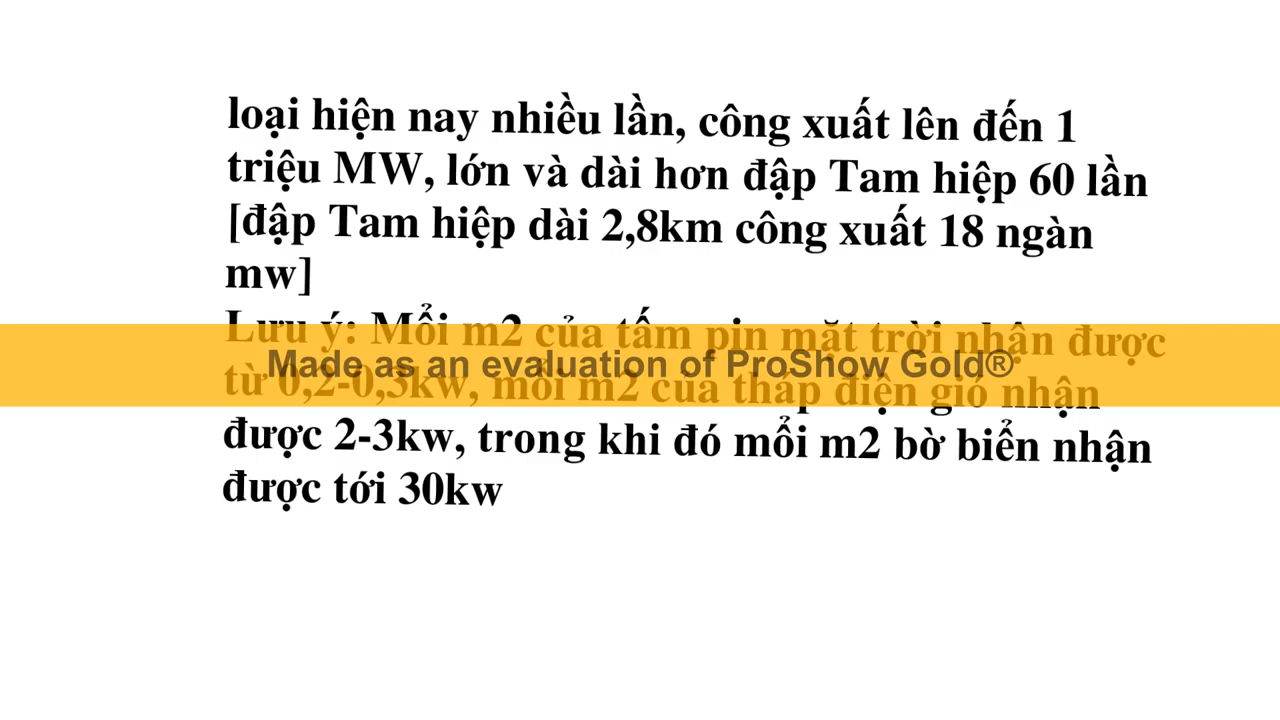 loại hiện nay nhiều lần, công xuất lên đến 1
triệu MW, lớn và dài hơn đập Tam hiệp 60 lần
[đập Tam hiệp dài 2,8km công xuất 18 ngàn
mw]
Lưu ý: Mổi m2 của tấm pin mặt trời nhận được
Made as an evaluation of ProShow Gold®
từ 0,2-0,3kw, mổi m2 của tháp điện gió nhận
được 2-3kw, trong khi đó mổi m2 bờ biển nhận
được tới 30kw